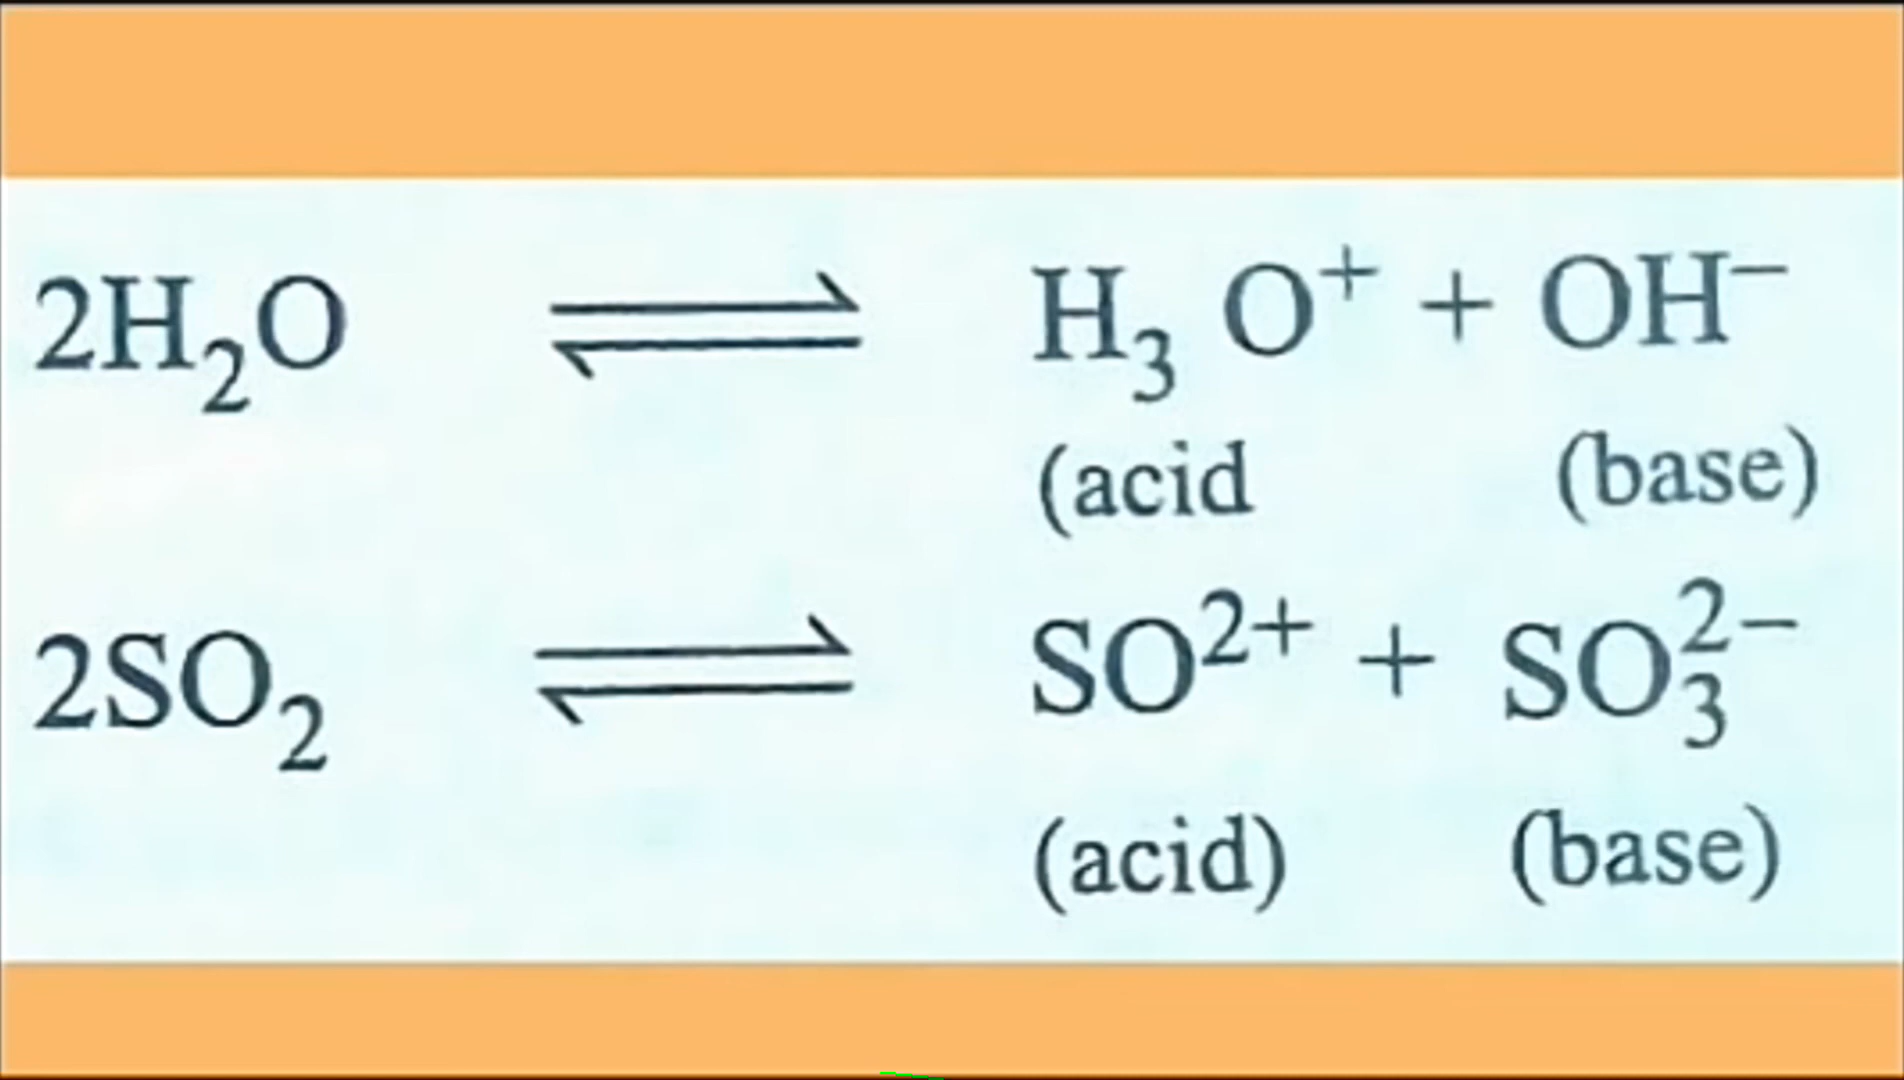 2H₂O ⇌ H₃ O⁺ + OH⁻
(acid (base)
2SO₂ ⇌ SO²⁺ + SO₃²⁻
(acid) (base)